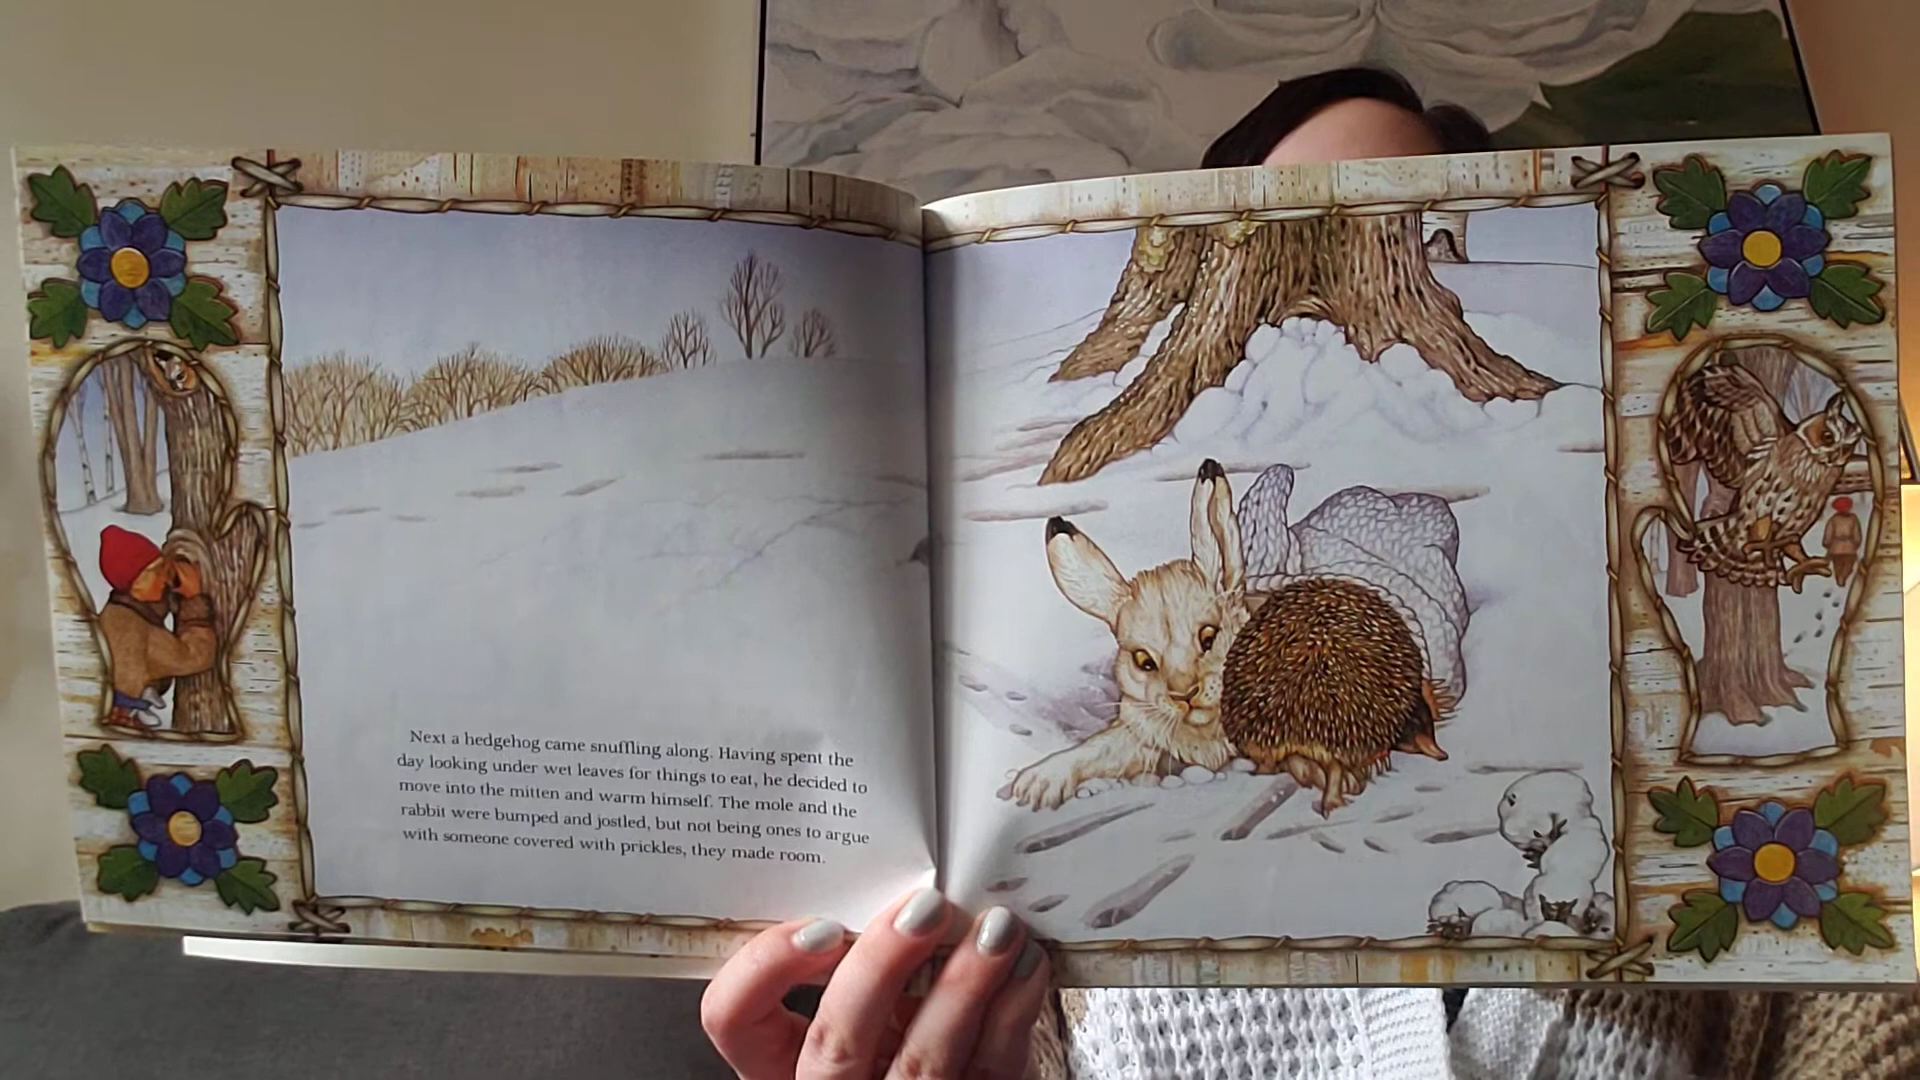 Next a hedgehog came snuffling along. Having spent the
day looking under wet leaves for things to eat, he decided to
move into the mitten and warm himself. The mole and the
rabbit were bumped and jostled, but not being ones to argue
with someone covered with prickles, they made room.